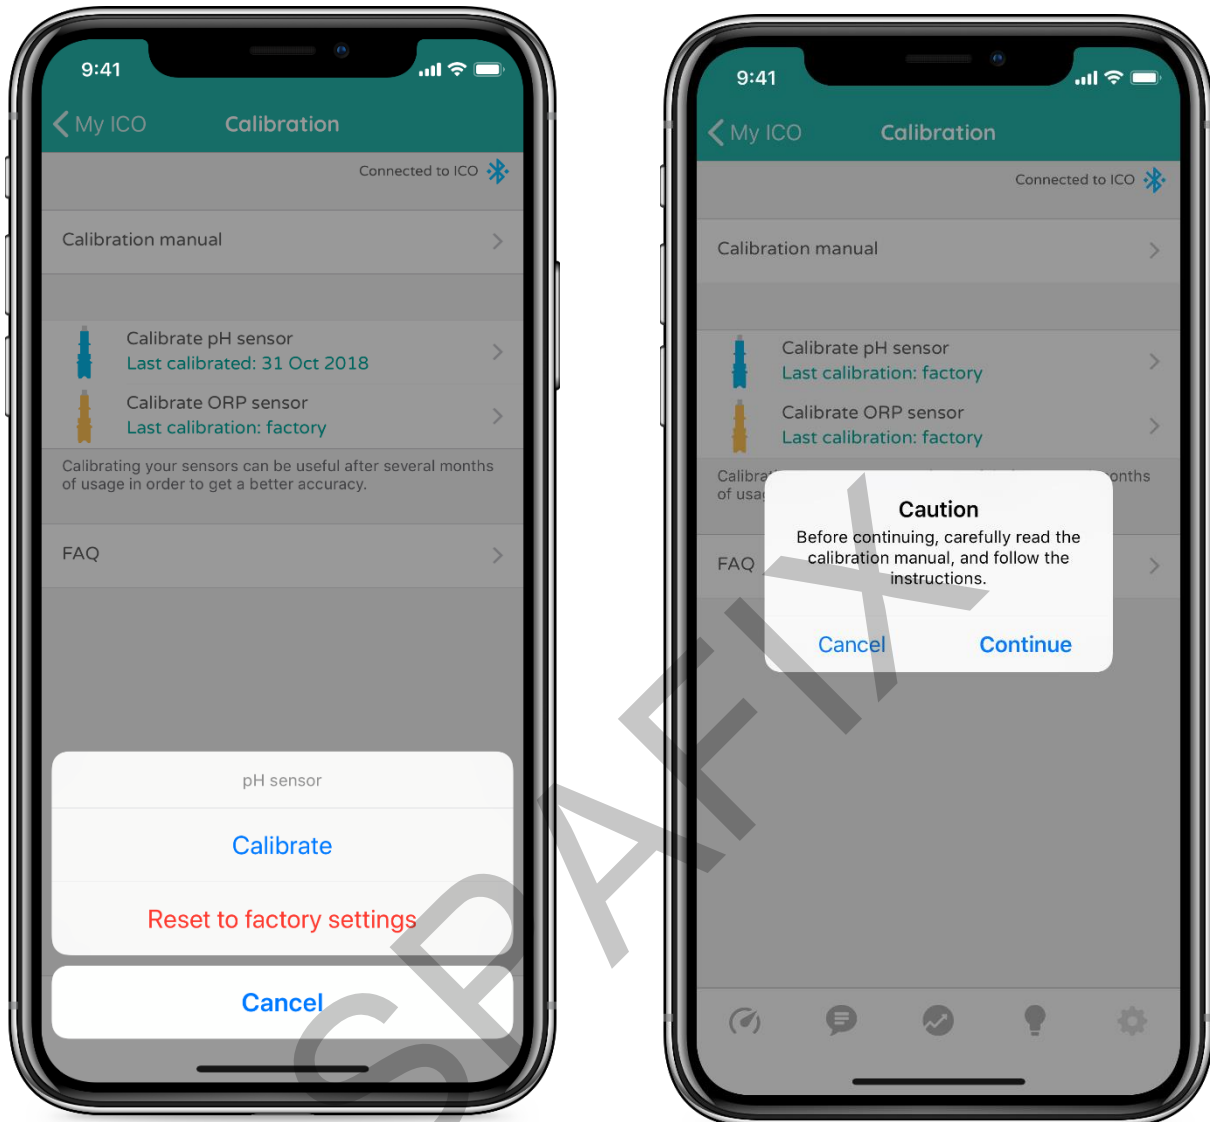 9:41
My ICO
Calibration
Connected to ICO
Calibration manual
Calibrate pH sensor
Last calibrated: 31 Oct 2018
Calibrate ORP sensor
Last calibration: factory
Calibrating your sensors can be useful after several months
of usage in order to get a better accuracy.
FAQ
pH sensor
Calibrate
Reset to factory settings
Cancel
9:41
My ICO
Calibration
Connected to ICO
Calibration manual
Calibrate pH sensor
Last calibration: factory
Calibrate ORP sensor
Last calibration: factory
Calibra
onths
of usag
FAQ
Caution
Before continuing, carefully read the
calibration manual, and follow the
instructions.
Cancel
Continue
SPAFIX